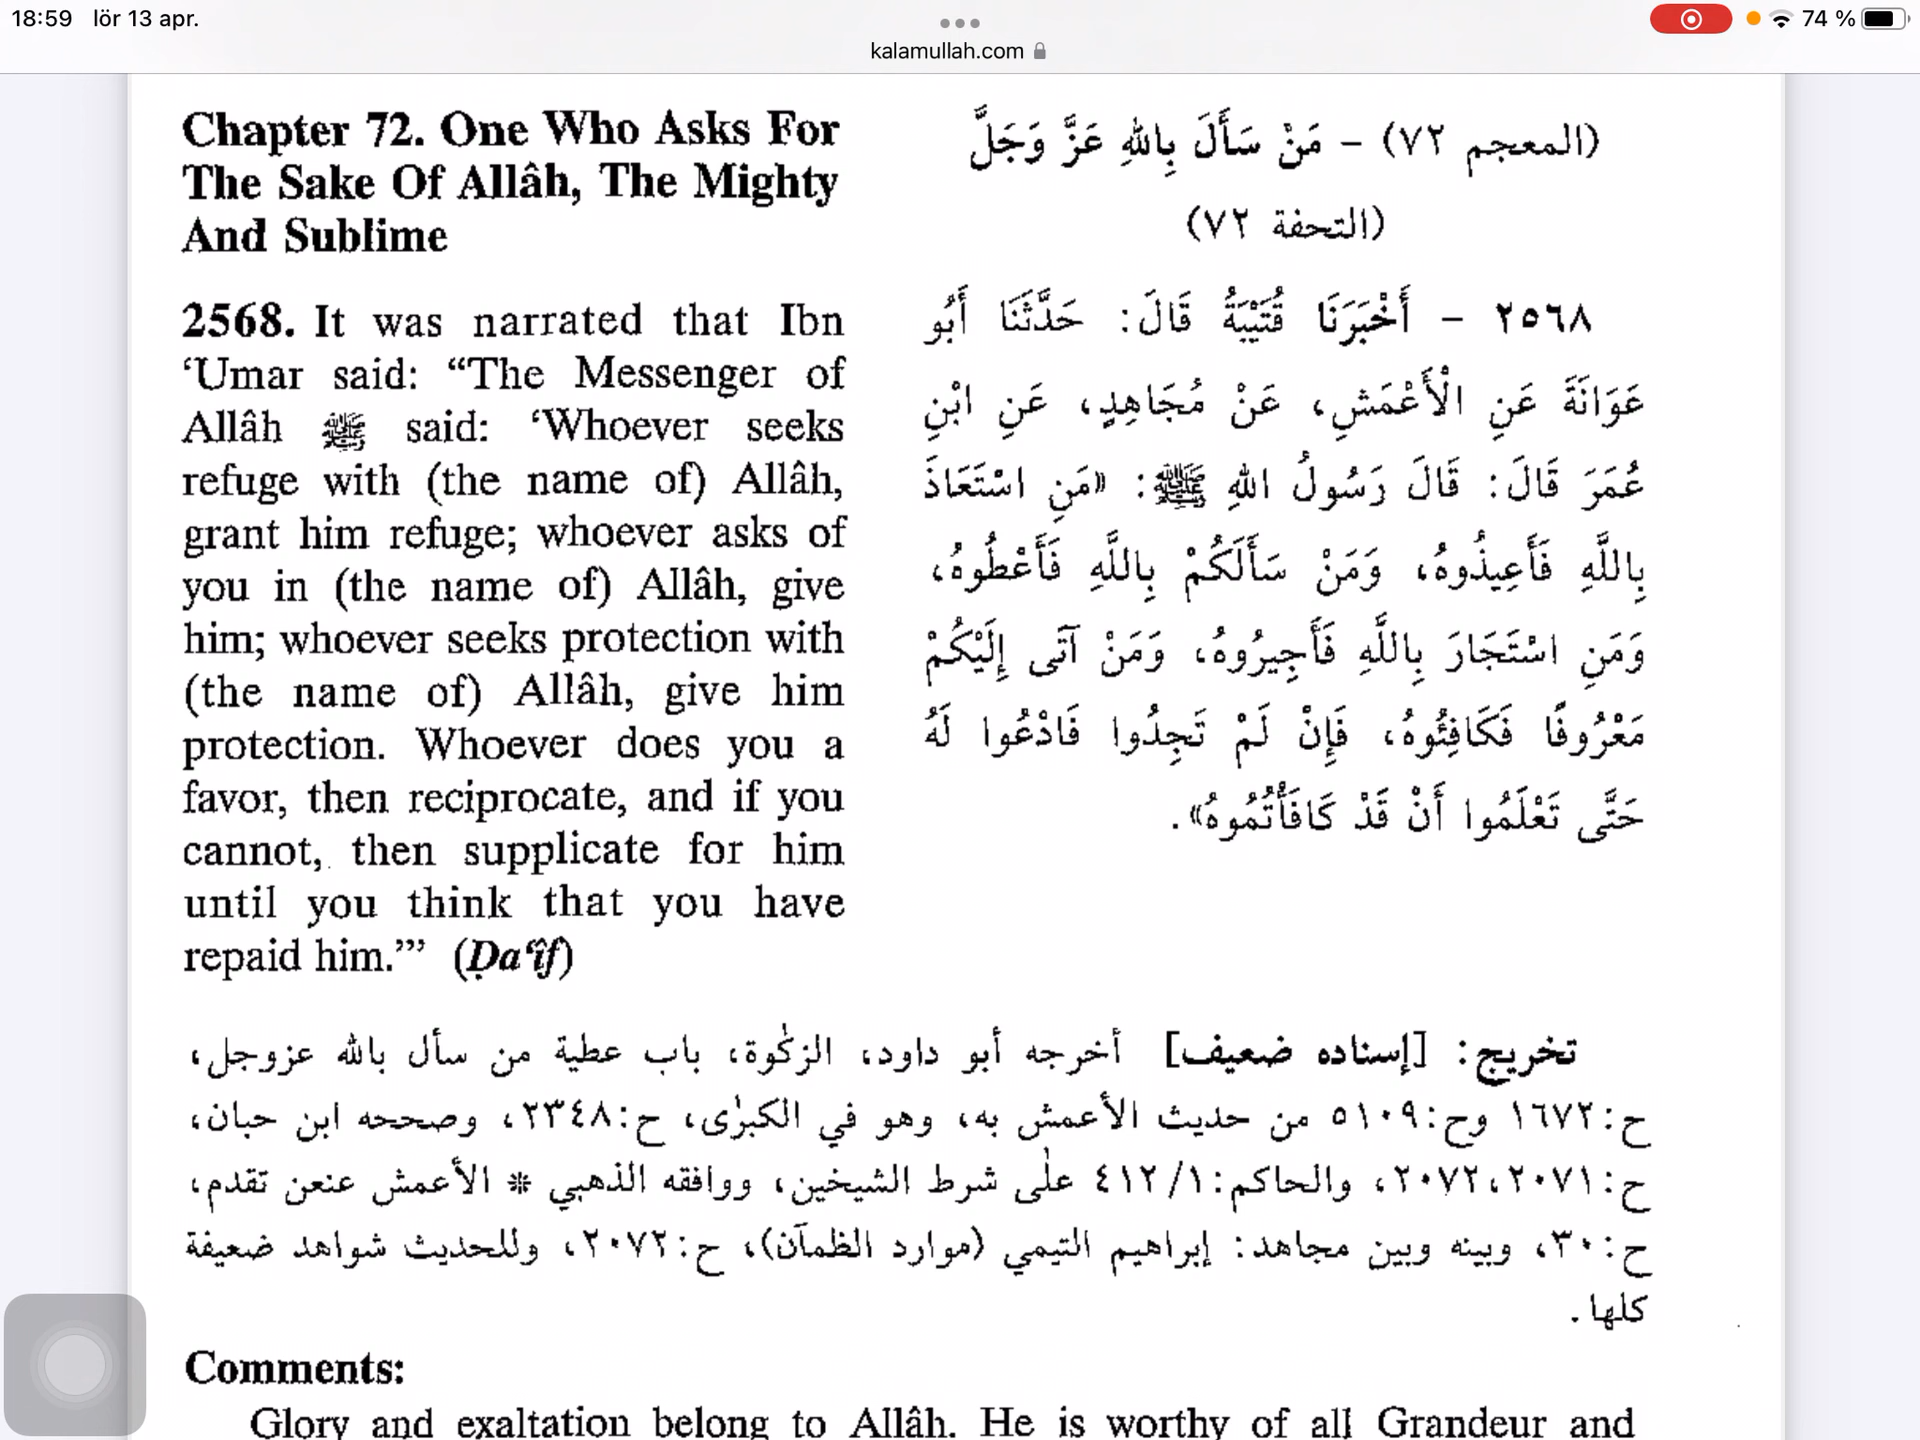 18:59 lör 13 apr.
74 %
kalamullah.com
Chapter 72. One Who Asks For
The Sake Of Allâh, The Mighty
And Sublime
2568. It was narrated that Ibn
‘Umar said: “The Messenger of
Allâh ﷺ said: ‘Whoever seeks
refuge with (the name of) Allâh,
grant him refuge; whoever asks of
you in (the name of) Allâh, give
him; whoever seeks protection with
(the name of) Allâh, give him
protection. Whoever does you a
favor, then reciprocate, and if you
cannot, then supplicate for him
until you think that you have
repaid him.’” (Ḍa‘îf)
(المعجم ٧٢) - مَنْ سَأَلَ بِاللهِ عَزَّ وَجَلَّ
(التحفة ٧٢)
٢٥٦٨ - أَخْبَرَنَا قُتَيْبَةُ قَالَ: حَدَّثَنَا أَبُو
عَوَانَةَ عَنِ الْأَعْمَشِ، عَنْ مُجَاهِدٍ، عَنِ ابْنِ
عُمَرَ قَالَ: قَالَ رَسُولُ اللهِ ﷺ: «مَنِ اسْتَعَاذَ
بِاللَّهِ فَأَعِيذُوهُ، وَمَنْ سَأَلَكُمْ بِاللَّهِ فَأَعْطُوهُ،
وَمَنِ اسْتَجَارَ بِاللَّهِ فَأَجِيرُوهُ، وَمَنْ آتَى إِلَيْكُمْ
مَعْرُوفًا فَكَافِئُوهُ، فَإِنْ لَمْ تَجِدُوا فَادْعُوا لَهُ
حَتَّى تَعْلَمُوا أَنْ قَدْ كَافَأْتُمُوهُ».
تخريج: [إسناده ضعيف] أخرجه أبو داود، الزكٰوة، باب عطية من سأل بالله عزوجل،
ح:١٦٧٢ وح:٥١٠٩ من حديث الأعمش به، وهو في الكبرٰى، ح:٢٣٤٨، وصححه ابن حبان،
ح:٢٠٧١،٢٠٧٢، والحاكم:١/ ٤١٢ علٰى شرط الشيخين، ووافقه الذهبي * الأعمش عنعن تقدم،
ح:٣٠، وبينه وبين مجاهد: إبراهيم التيمي (موارد الظمآن)، ح:٢٠٧٢، وللحديث شواهد ضعيفة
كلها.
Comments:
Glory and exaltation belong to Allâh. He is worthy of all Grandeur and